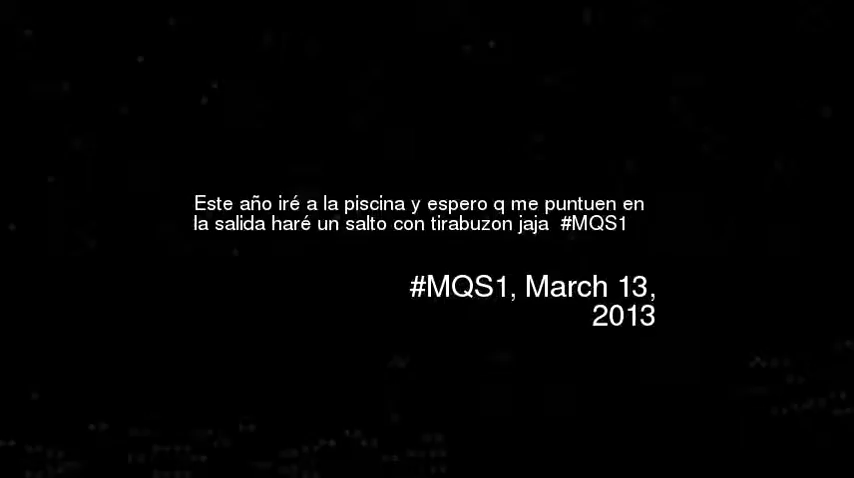 Este año iré a la piscina y espero q me puntuen en
la salida haré un salto con tirabuzon jaja  #MQS1
#MQS1, March 13,
2013